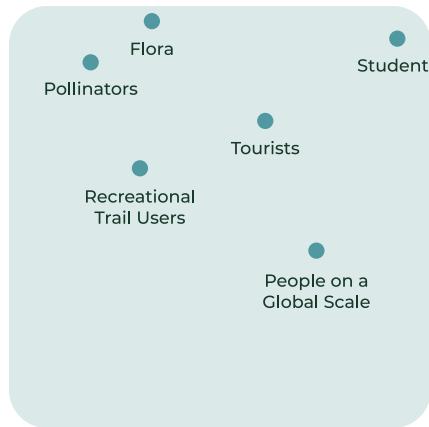 Flora
Student
Pollinators
Tourists
Recreational
Trail Users
People on a
Global Scale